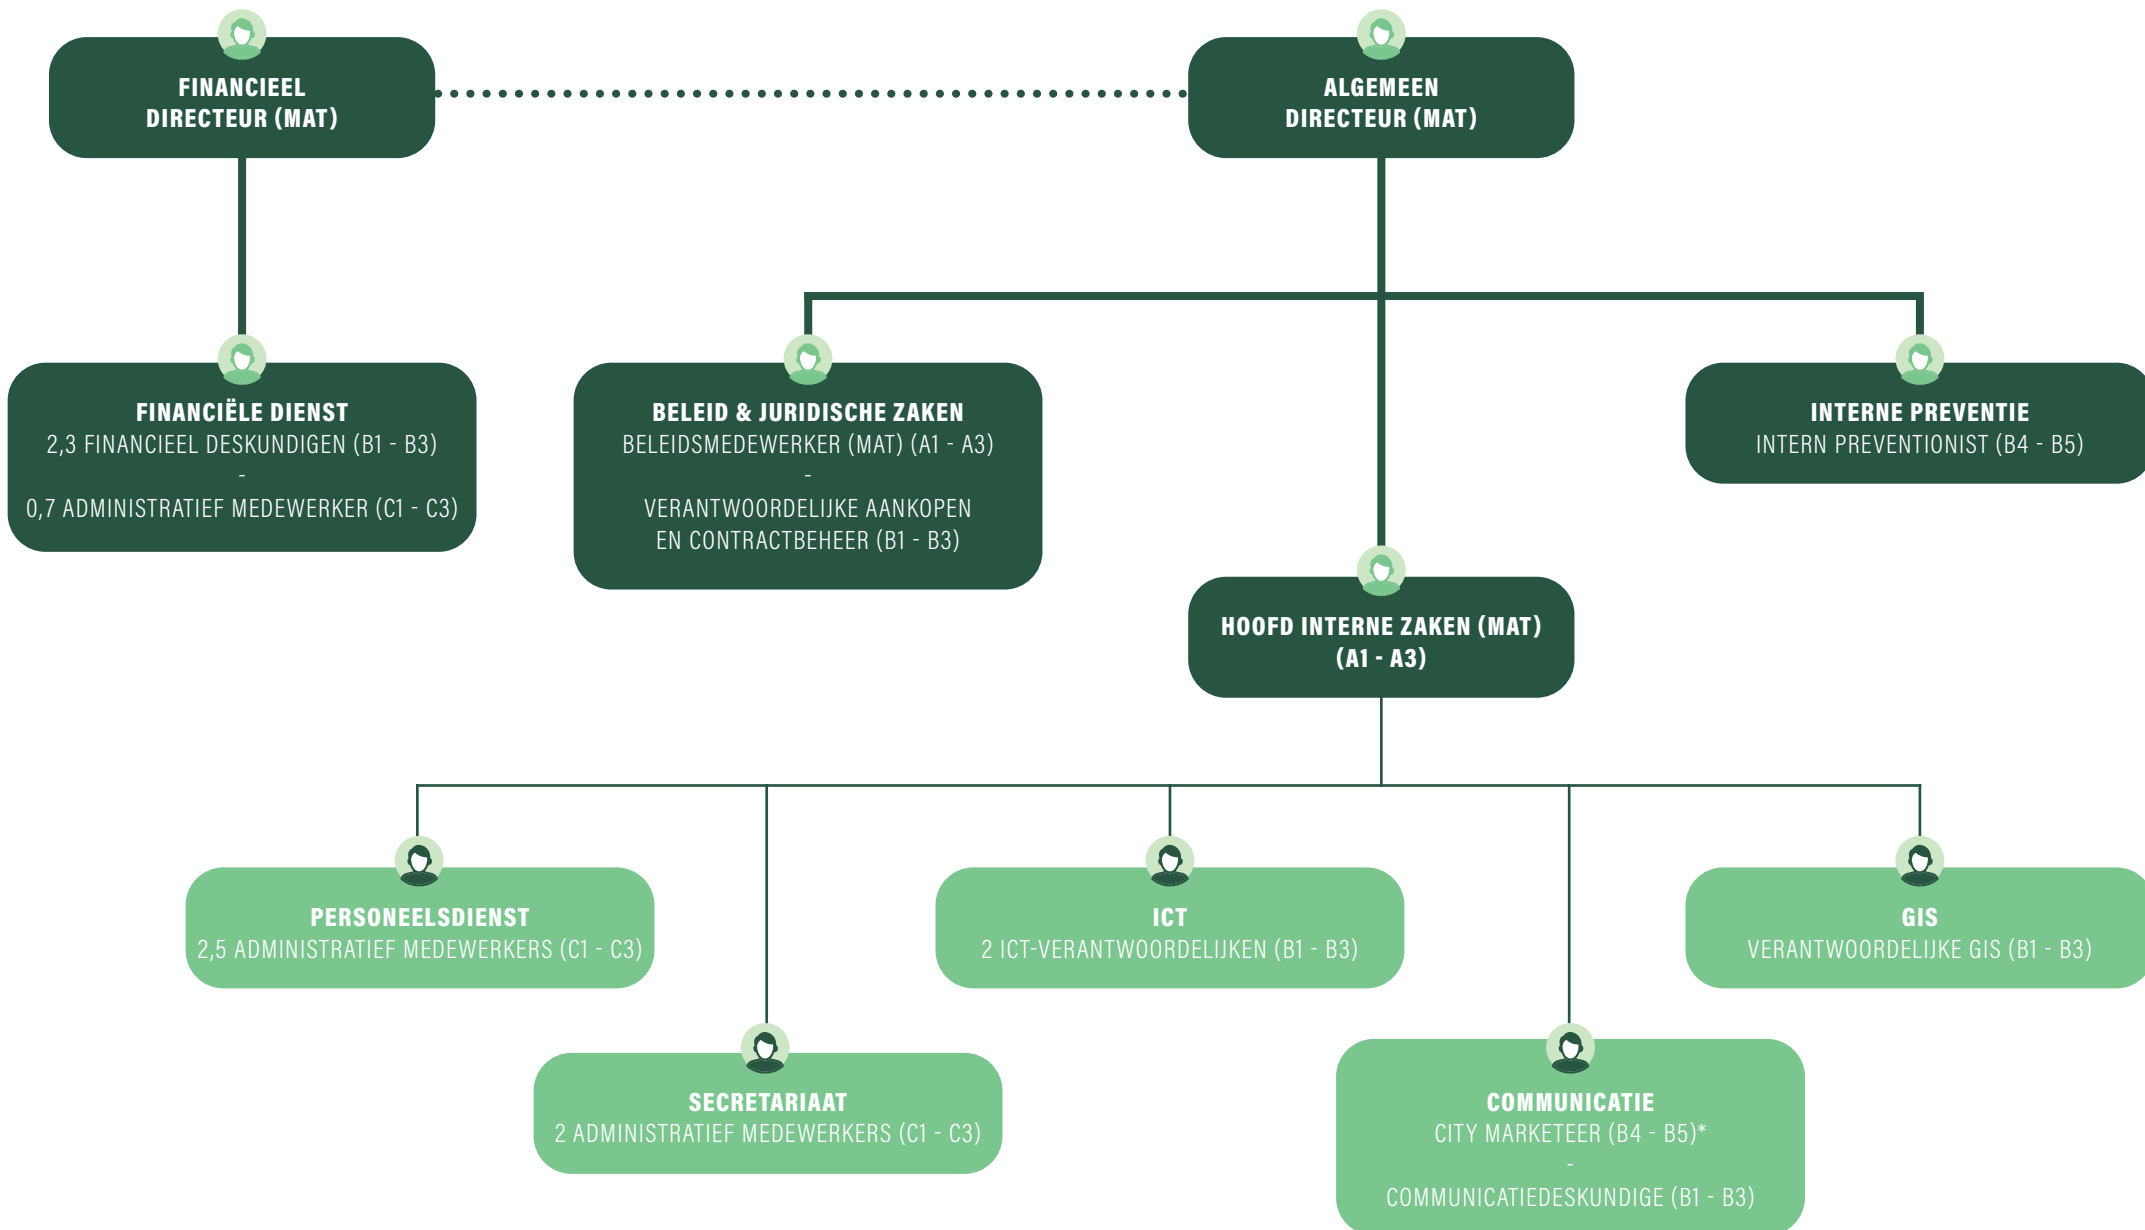 FINANCIEEL
DIRECTEUR (MAT)
ALGEMEEN
DIRECTEUR (MAT)
FINANCIËLE DIENST
2,3 FINANCIEEL DESKUNDIGEN (B1 - B3)
-
0,7 ADMINISTRATIEF MEDEWERKER (C1 - C3)
BELEID & JURIDISCHE ZAKEN
BELEIDSMEDEWERKER (MAT) (A1 - A3)
-
VERANTWOORDELIJKE AANKOPEN
EN CONTRACTBEHEER (B1 - B3)
INTERNE PREVENTIE
INTERN PREVENTIONIST (B4 - B5)
HOOFD INTERNE ZAKEN (MAT)
(A1 - A3)
PERSONEELSDIENST
2,5 ADMINISTRATIEF MEDEWERKERS (C1 - C3)
ICT
2 ICT-VERANTWOORDELIJKEN (B1 - B3)
GIS
VERANTWOORDELIJKE GIS (B1 - B3)
SECRETARIAAT
2 ADMINISTRATIEF MEDEWERKERS (C1 - C3)
COMMUNICATIE
CITY MARKETEER (B4 - B5)*
-
COMMUNICATIEDESKUNDIGE (B1 - B3)